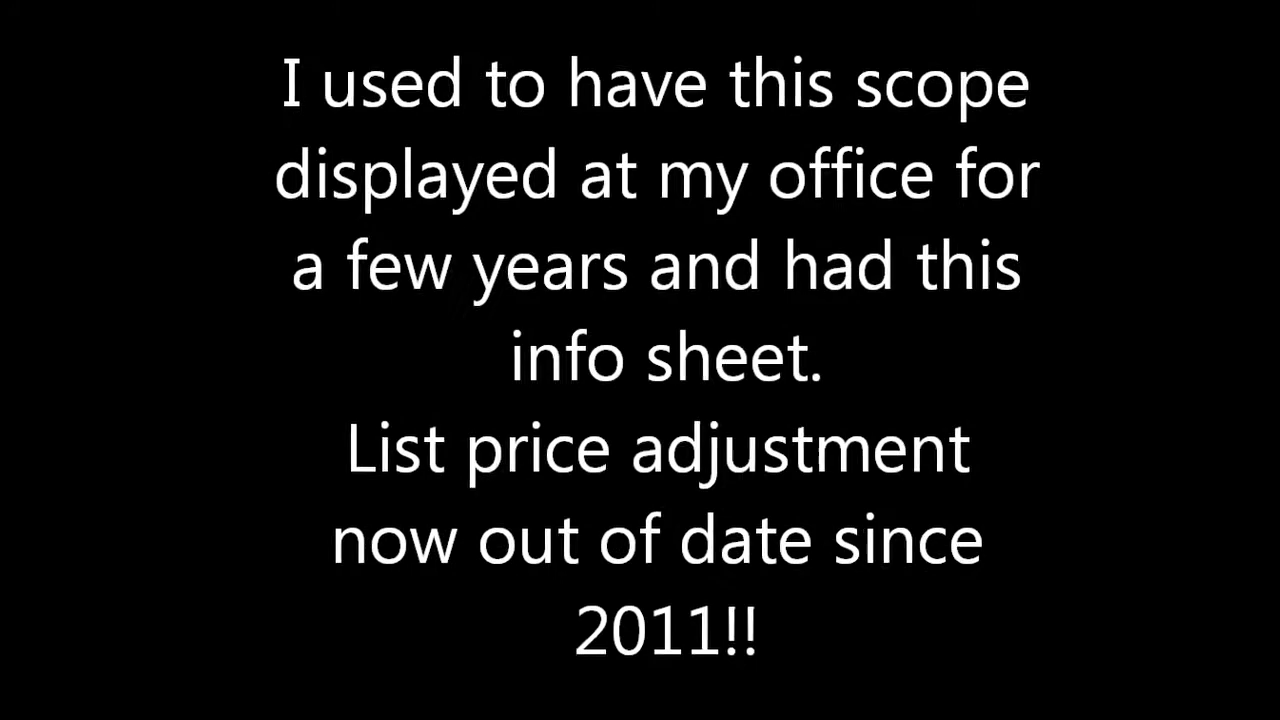 I used to have this scope
displayed at my office for
a few years and had this
info sheet.
List price adjustment
now out of date since
2011!!